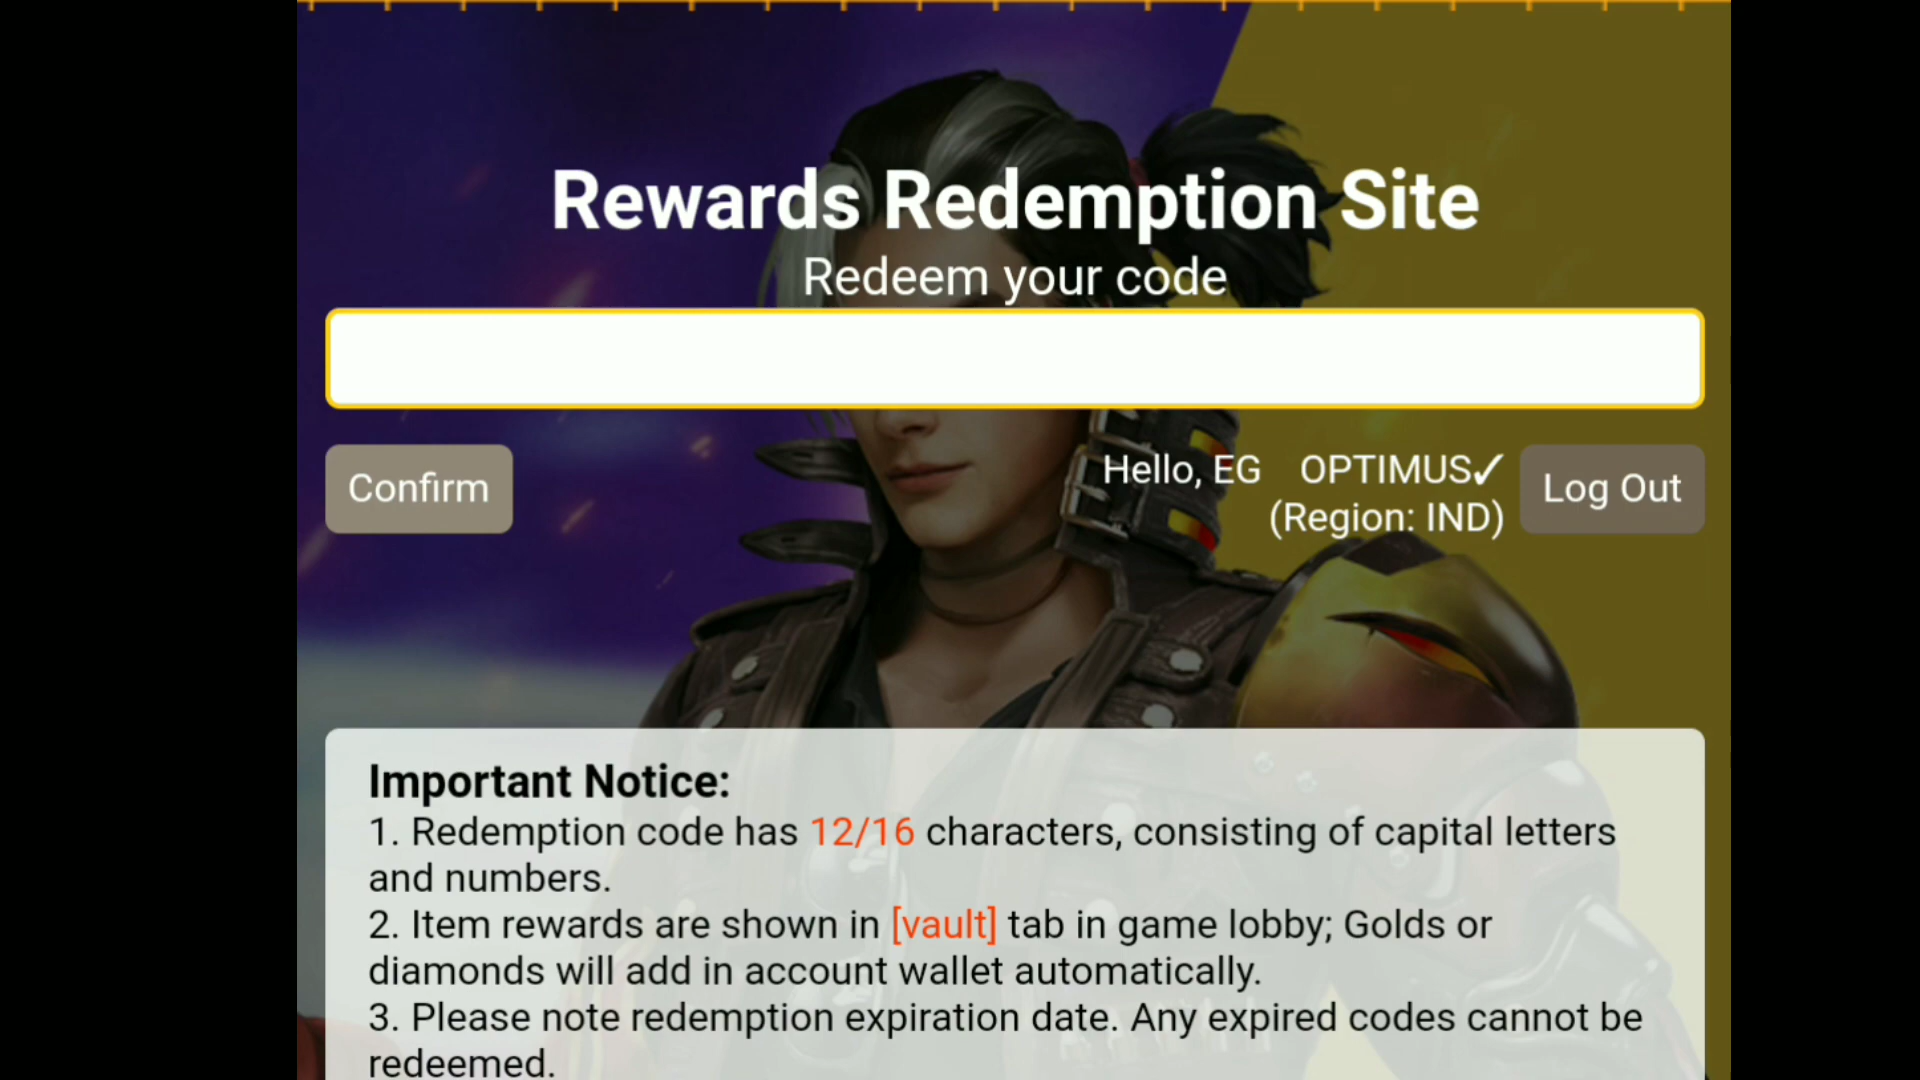 Rewards Redemption Site
Redeem your code
Confirm
Hello, EG OPTIMUS✓
(Region: IND)
Log Out
Important Notice:
1. Redemption code has 12/16 characters, consisting of capital letters
and numbers.
2. Item rewards are shown in [vault] tab in game lobby; Golds or
diamonds will add in account wallet automatically.
3. Please note redemption expiration date. Any expired codes cannot be
redeemed.